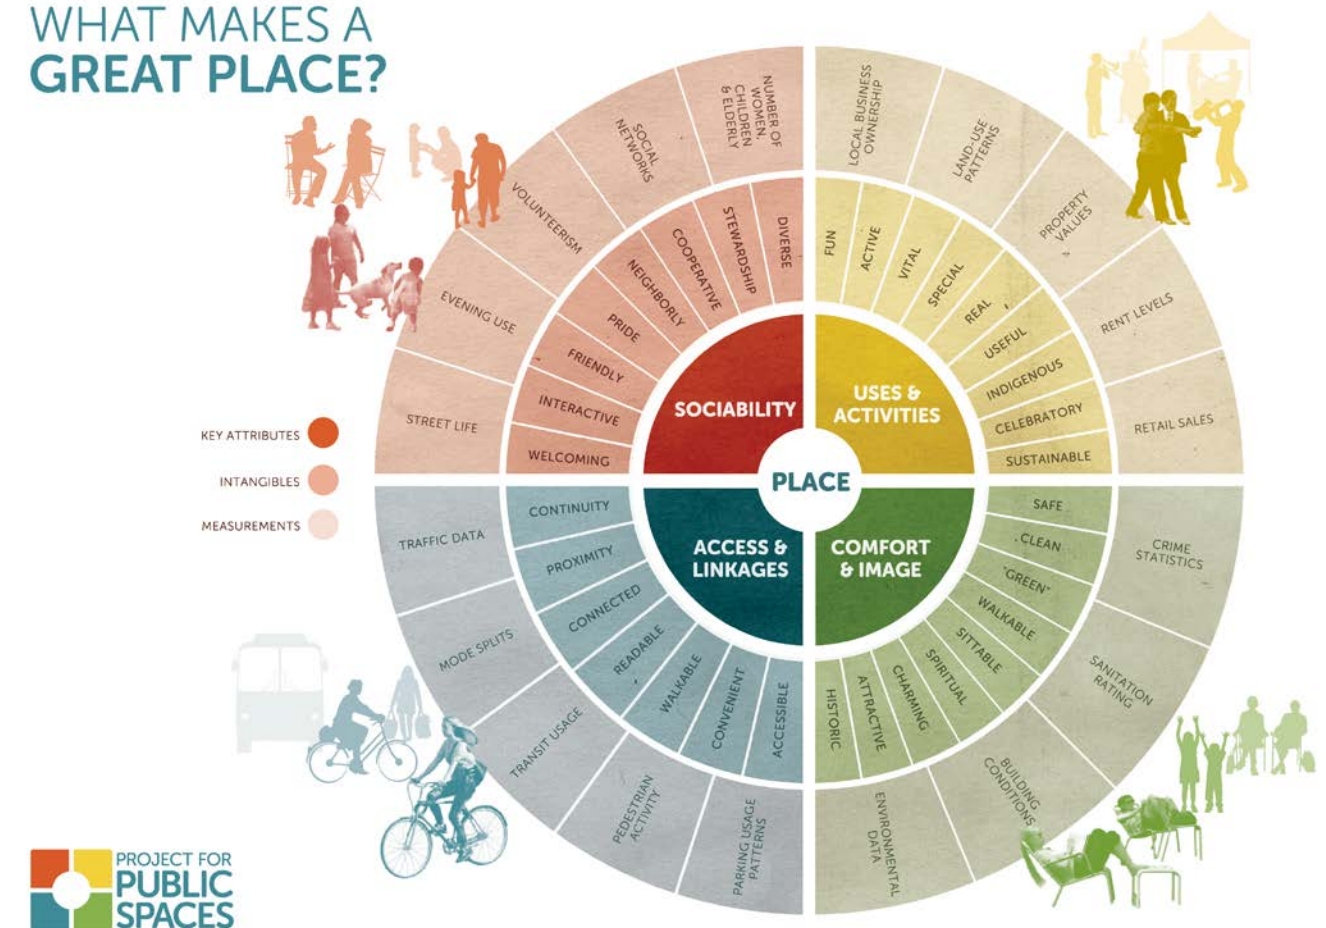 WHAT MAKES A
GREAT PLACE?
KEY ATTRIBUTES
INTANGIBLES
MEASUREMENTS
PLACE
SOCIABILITY
USES &
ACTIVITIES
ACCESS &
LINKAGES
COMFORT
& IMAGE
WELCOMING
INTERACTIVE
FRIENDLY
PRIDE
NEIGHBORLY
COOPERATIVE
STEWARDSHIP
DIVERSE
FUN
ACTIVE
VITAL
SPECIAL
REAL
USEFUL
INDIGENOUS
CELEBRATORY
SUSTAINABLE
SAFE
CLEAN
"GREEN"
WALKABLE
SITTABLE
SPIRITUAL
CHARMING
ATTRACTIVE
HISTORIC
ACCESSIBLE
CONVENIENT
WALKABLE
READABLE
CONNECTED
PROXIMITY
CONTINUITY
STREET LIFE
EVENING USE
VOLUNTEERISM
SOCIAL
NETWORKS
NUMBER OF
WOMEN,
CHILDREN
& ELDERLY
LOCAL BUSINESS
OWNERSHIP
LAND-USE
PATTERNS
PROPERTY
VALUES
RENT LEVELS
RETAIL SALES
CRIME
STATISTICS
SANITATION
RATING
BUILDING
CONDITIONS
ENVIRONMENTAL
DATA
PARKING USAGE
PATTERNS
PEDESTRIAN
ACTIVITY
TRANSIT USAGE
MODE SPLITS
TRAFFIC DATA
PROJECT FOR
PUBLIC
SPACES